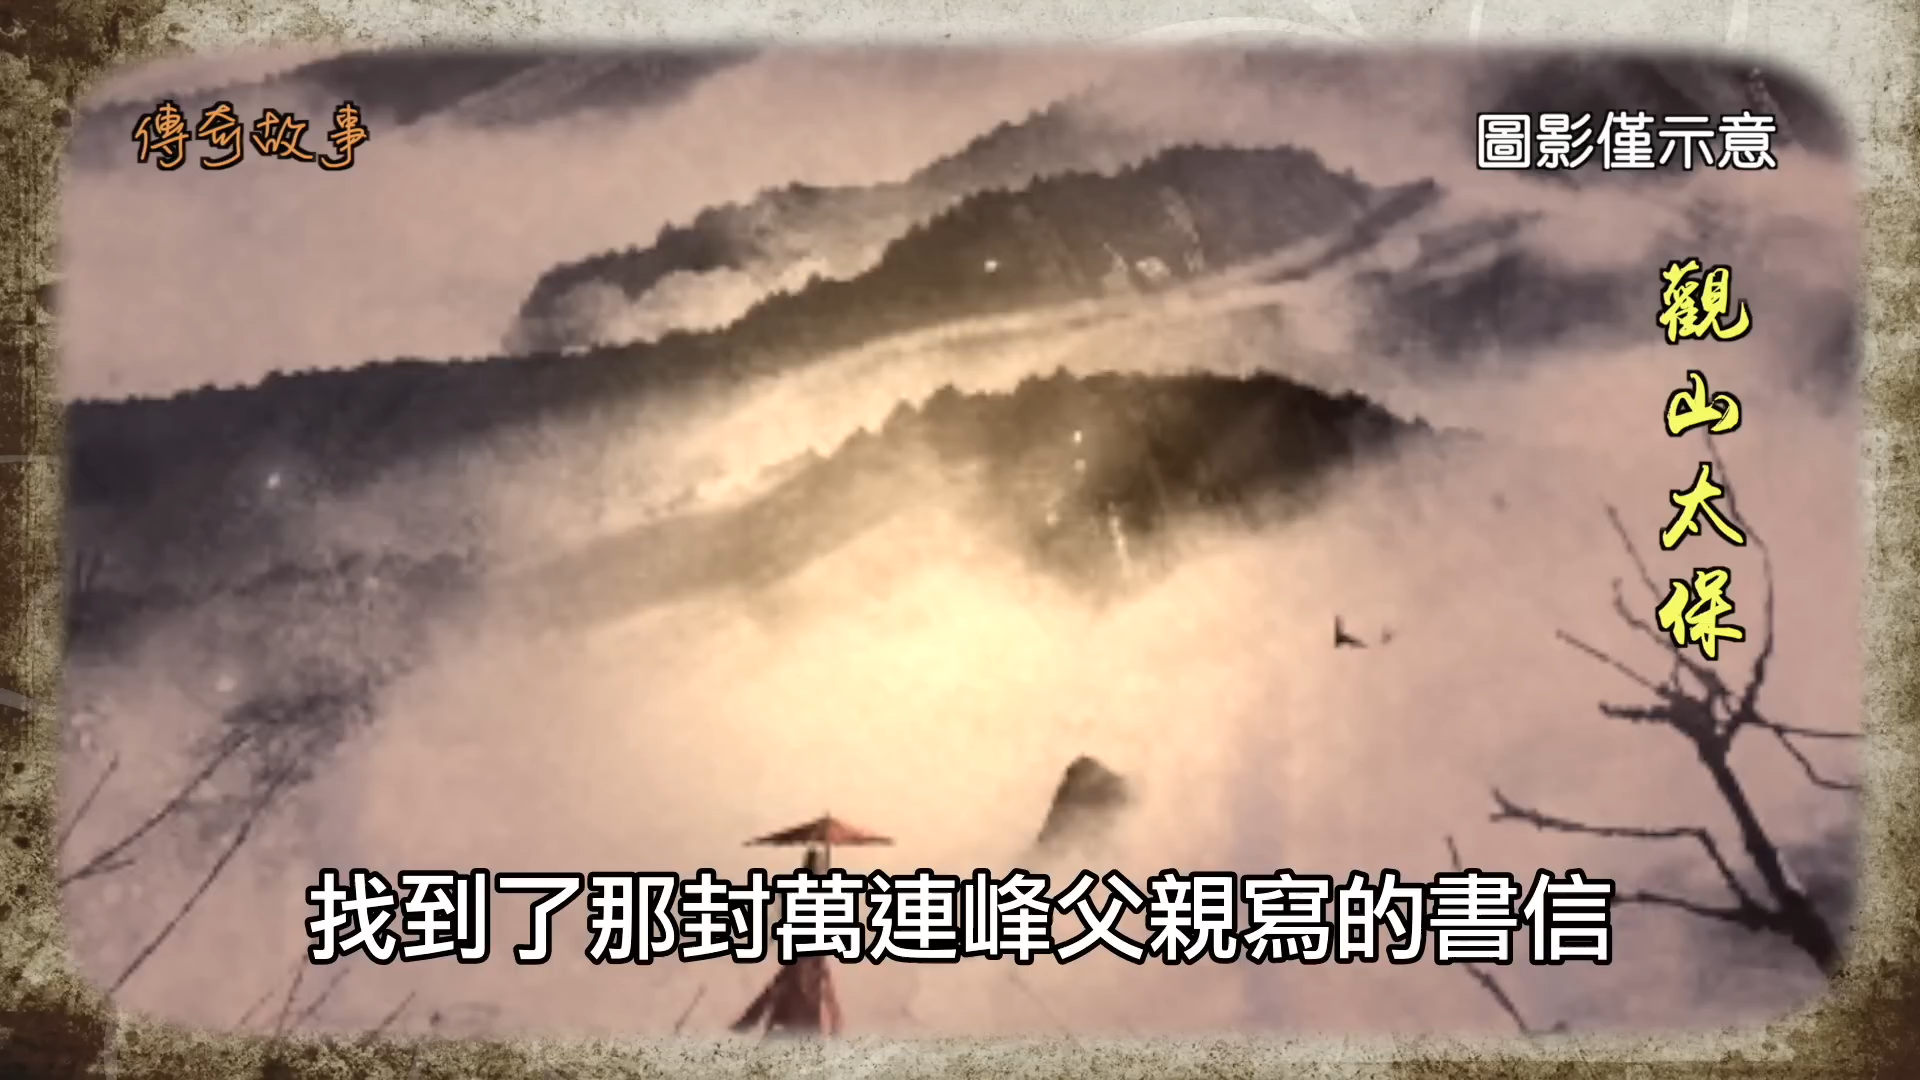 傳奇故事
圖影僅示意
觀山太保
找到了那封萬連峰父親寫的書信